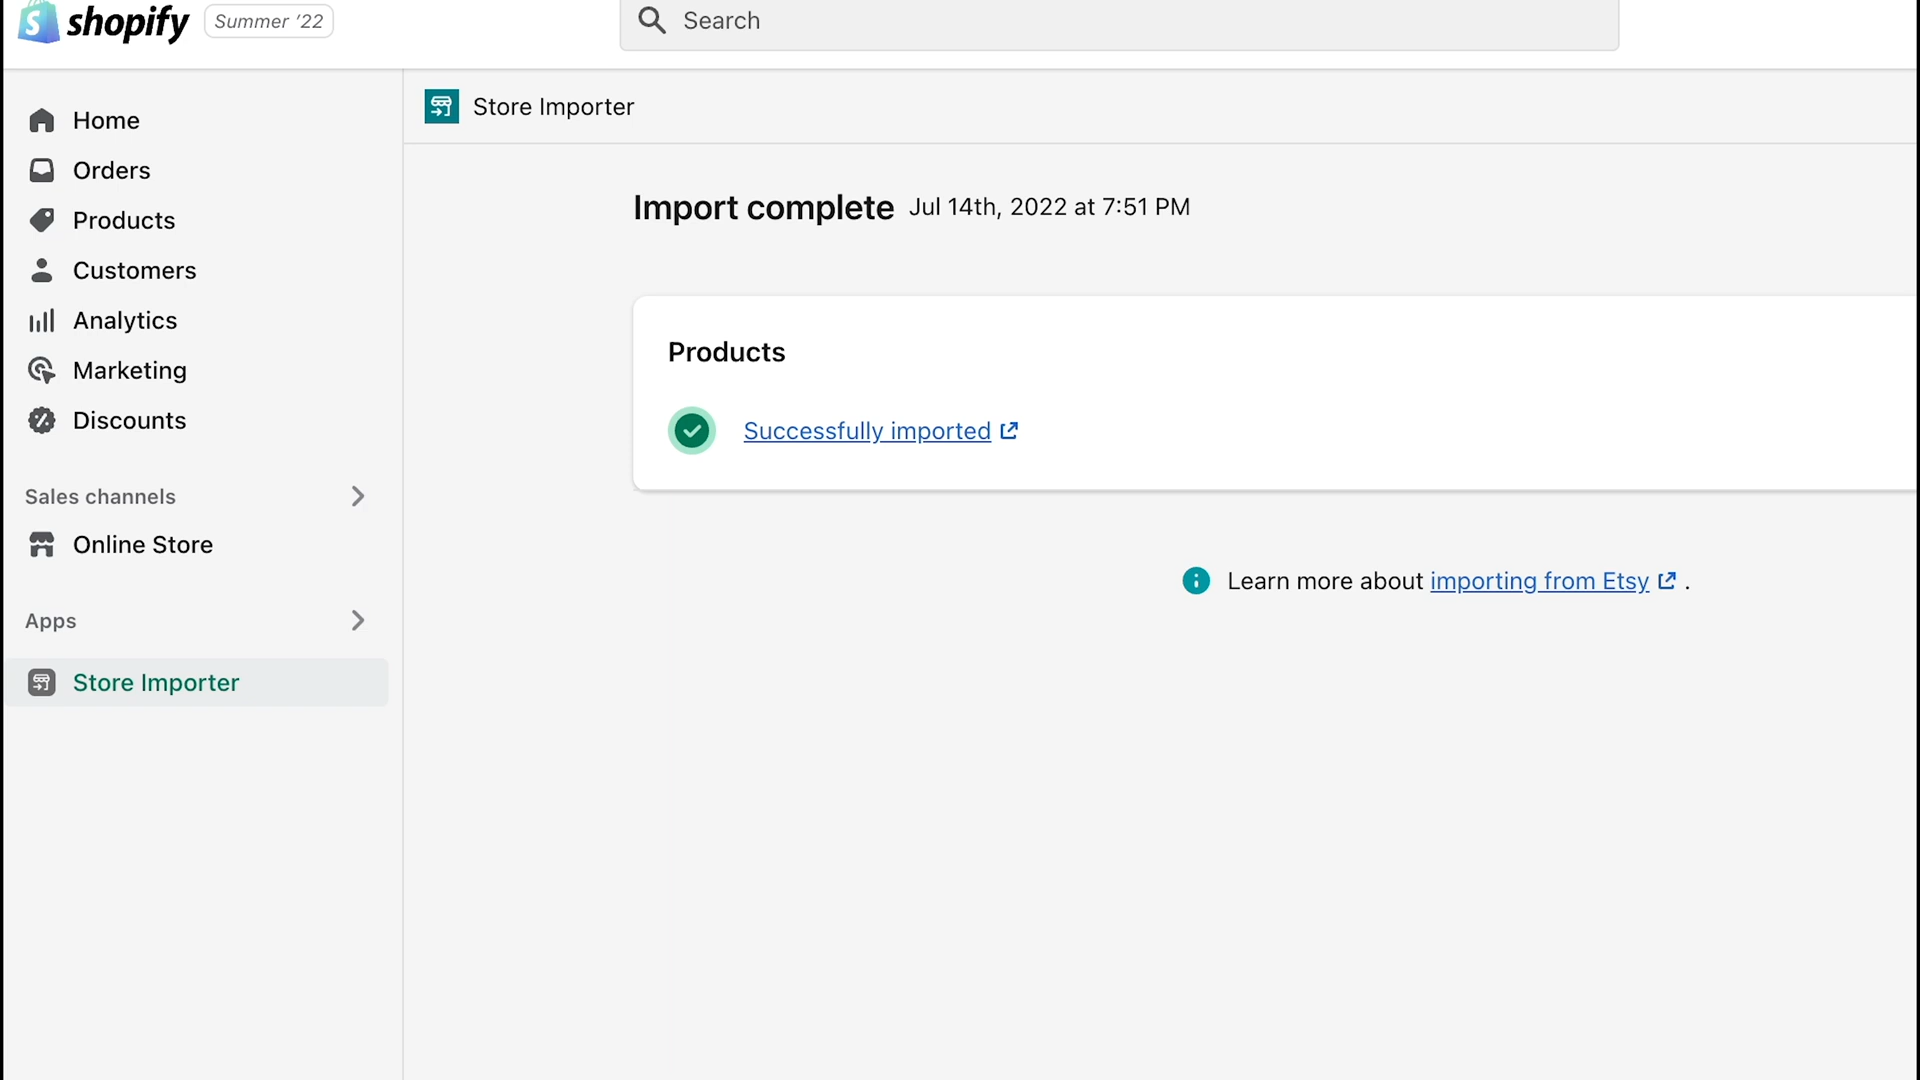 shopify Summer '22
Search
Home
Orders
Products
Customers
Analytics
Marketing
Discounts
Sales channels
Online Store
Apps
Store Importer
Store Importer
Import complete Jul 14th, 2022 at 7:51 PM
Products
Successfully imported
Learn more about importing from Etsy .